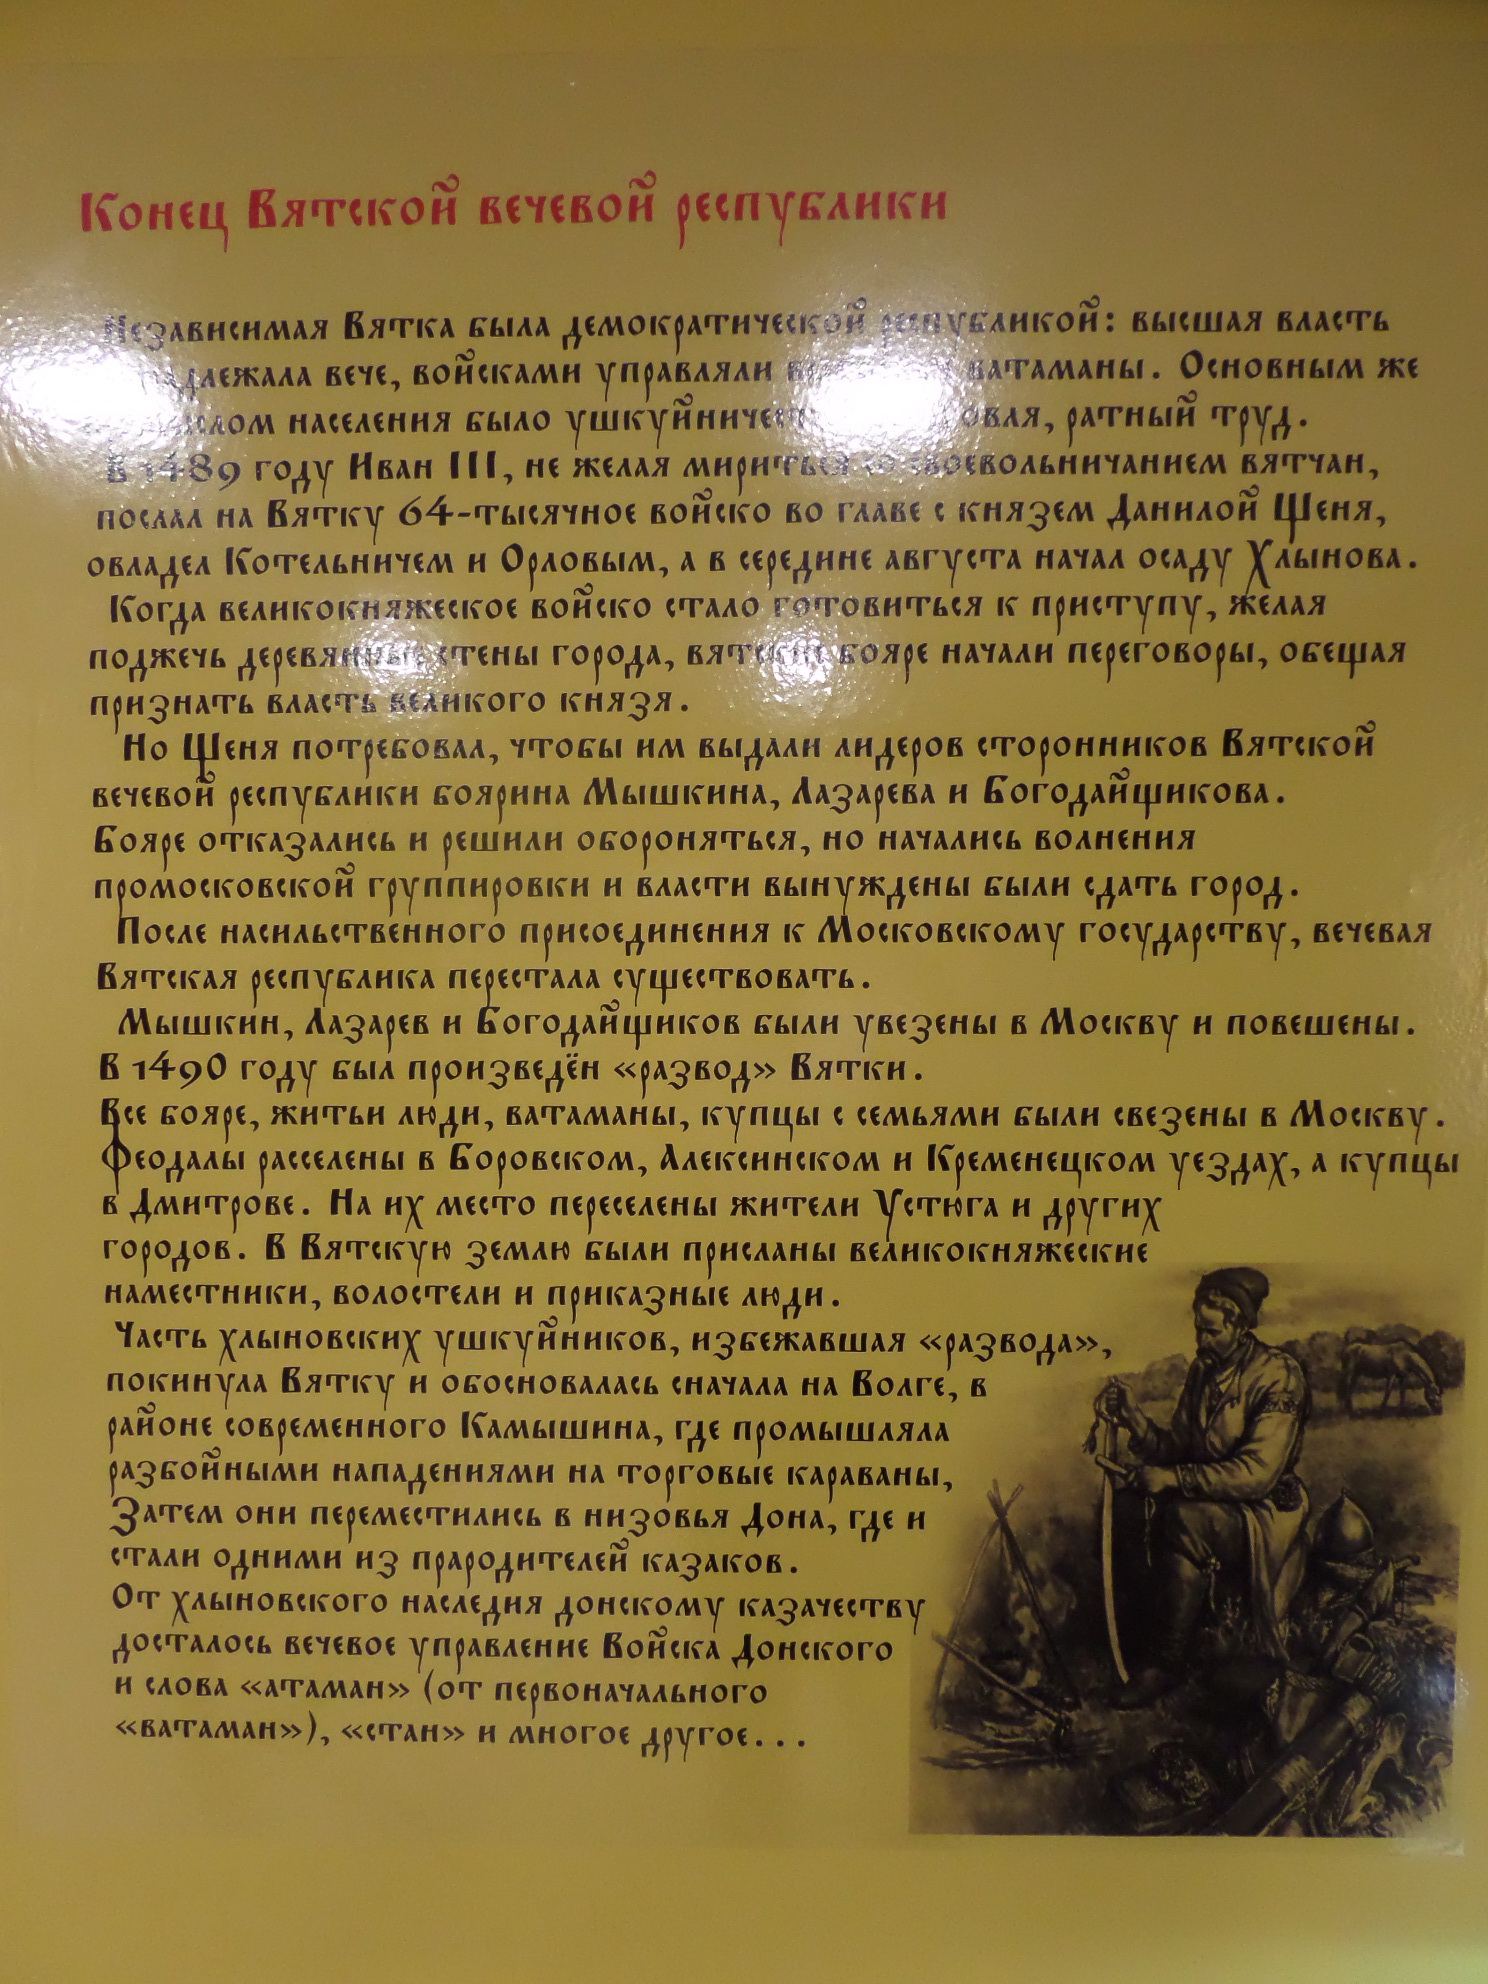 Конец Вятской вечевой республики
Независимая Вятка была демократической республикой: высшая власть
вече, войсками управляли ватаманы. Основным же
населения было ратный труд.
В 1489 году Иван III, не желая мириться со своевольничанием вятчан,
послал на Вятку 64-тысячное войско во главе с князем Данилой Щеня,
овладел Котельничем и Орловым, а в середине августа начал осаду Хлынова.
Когда великокняжеское войско стало готовиться к приступу, желая
поджечь деревянные стены города, вятские бояре начали переговоры, обещая
признать власть великого князя.
Но Щеня потребовал, чтобы им выдали лидеров сторонников Вятской
вечевой республики боярина Мышкина, Лазарева и Богодайщикова.
Бояре отказались и решили обороняться, но начались волнения
промосковской группировки и власти вынуждены были сдать город.
После насильственного присоединения к Московскому государству, вечевая
Вятская республика перестала существовать.
Мышкин, Лазарев и Богодайщиков были увезены в Москву и повешены.
В 1490 году был произведён «развод» Вятки.
Все бояре, житьи люди, ватаманы, купцы с семьями были свезены в Москву.
Феодалы расселены в Боровском, Алексинском и Кременецком уездах, а купцы
в Дмитрове. На их место переселены жители Устюга и других
городов. В Вятскую землю были присланы великокняжеские
наместники, волостели и приказные люди.
Часть хлыновских ушкуйников, избежавшая «развода»,
покинула Вятку и обосновалась сначала на Волге, в
районе современного Камышина, где промышляла
разбойными нападениями на торговые караваны,
Затем они переместились в низовья Дона, где и
стали одними из прародителей казаков.
От хлыновского наследия донскому казачеству
досталось вечевое управление Войска Донского
и слова «атаман» (от первоначального
«ватаман»), «стан» и многое другое...